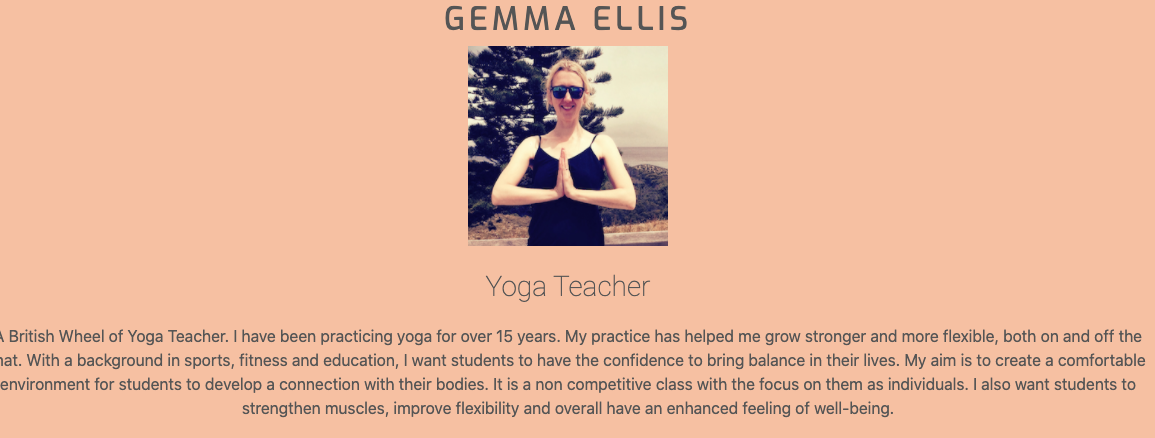 GEMMA ELLIS
Yoga Teacher
A British Wheel of Yoga Teacher. I have been practicing yoga for over 15 years. My practice has helped me grow stronger and more flexible, both on and off the
mat. With a background in sports, fitness and education, I want students to have the confidence to bring balance in their lives. My aim is to create a comfortable
environment for students to develop a connection with their bodies. It is a non competitive class with the focus on them as individuals. I also want students to
strengthen muscles, improve flexibility and overall have an enhanced feeling of well-being.